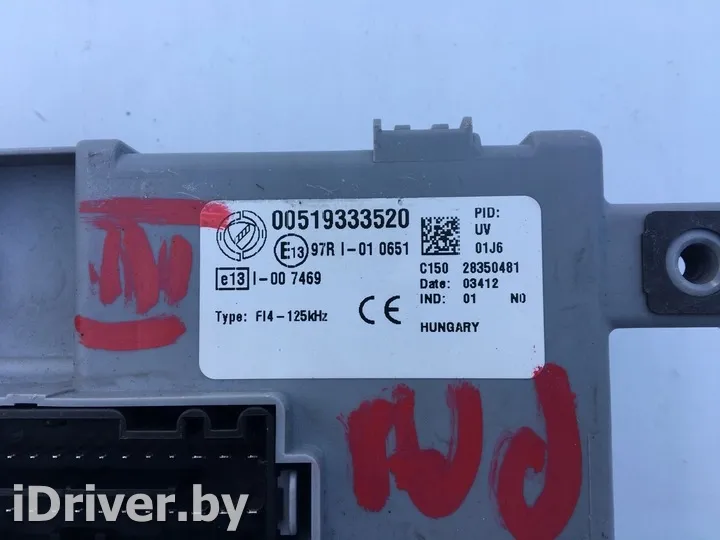 00519333520
E13 97R I-01 0651
e13 I-00 7469
Type: FI4-125kHz
CE
PID:
UV
01J6
C150 28350481
Date: 03412
IND: 01 NO
HUNGARY
iDriver.by